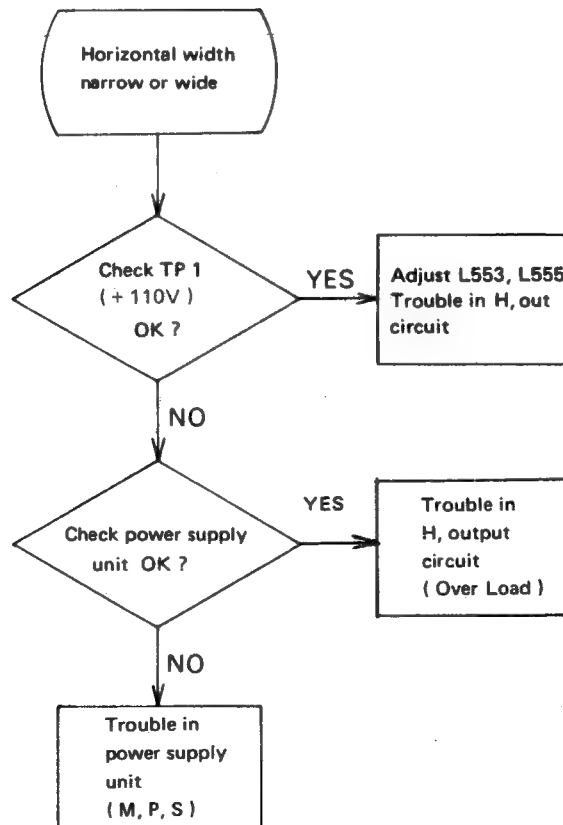 Horizontal width
narrow or wide
Check TP 1
( + 110V )
OK ?
YES
Adjust L553, L555
Trouble in H, out
circuit
NO
Check power supply
unit OK ?
YES
Trouble in
H, output
circuit
( Over Load )
NO
Trouble in
power supply
unit
( M, P, S )